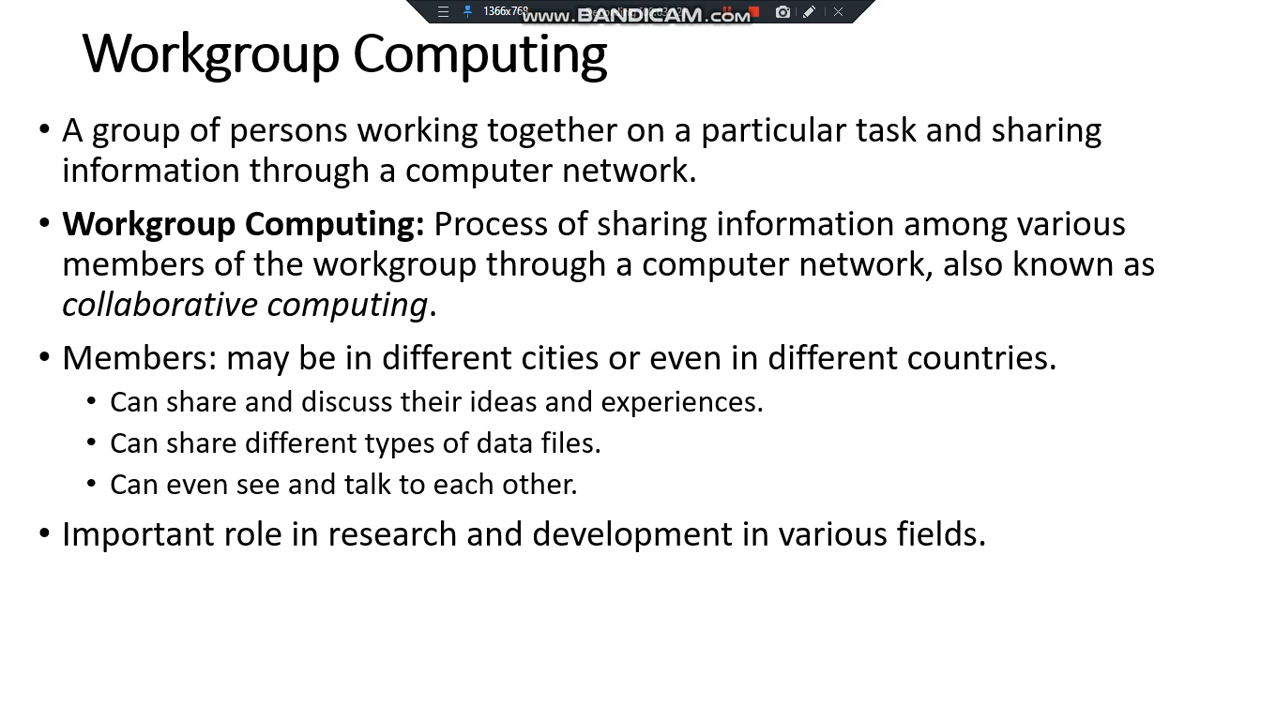 1366x768
www.BANDICAM.com
Workgroup Computing
• A group of persons working together on a particular task and sharing
information through a computer network.
• Workgroup Computing: Process of sharing information among various
members of the workgroup through a computer network, also known as
collaborative computing.
• Members: may be in different cities or even in different countries.
• Can share and discuss their ideas and experiences.
• Can share different types of data files.
• Can even see and talk to each other.
• Important role in research and development in various fields.